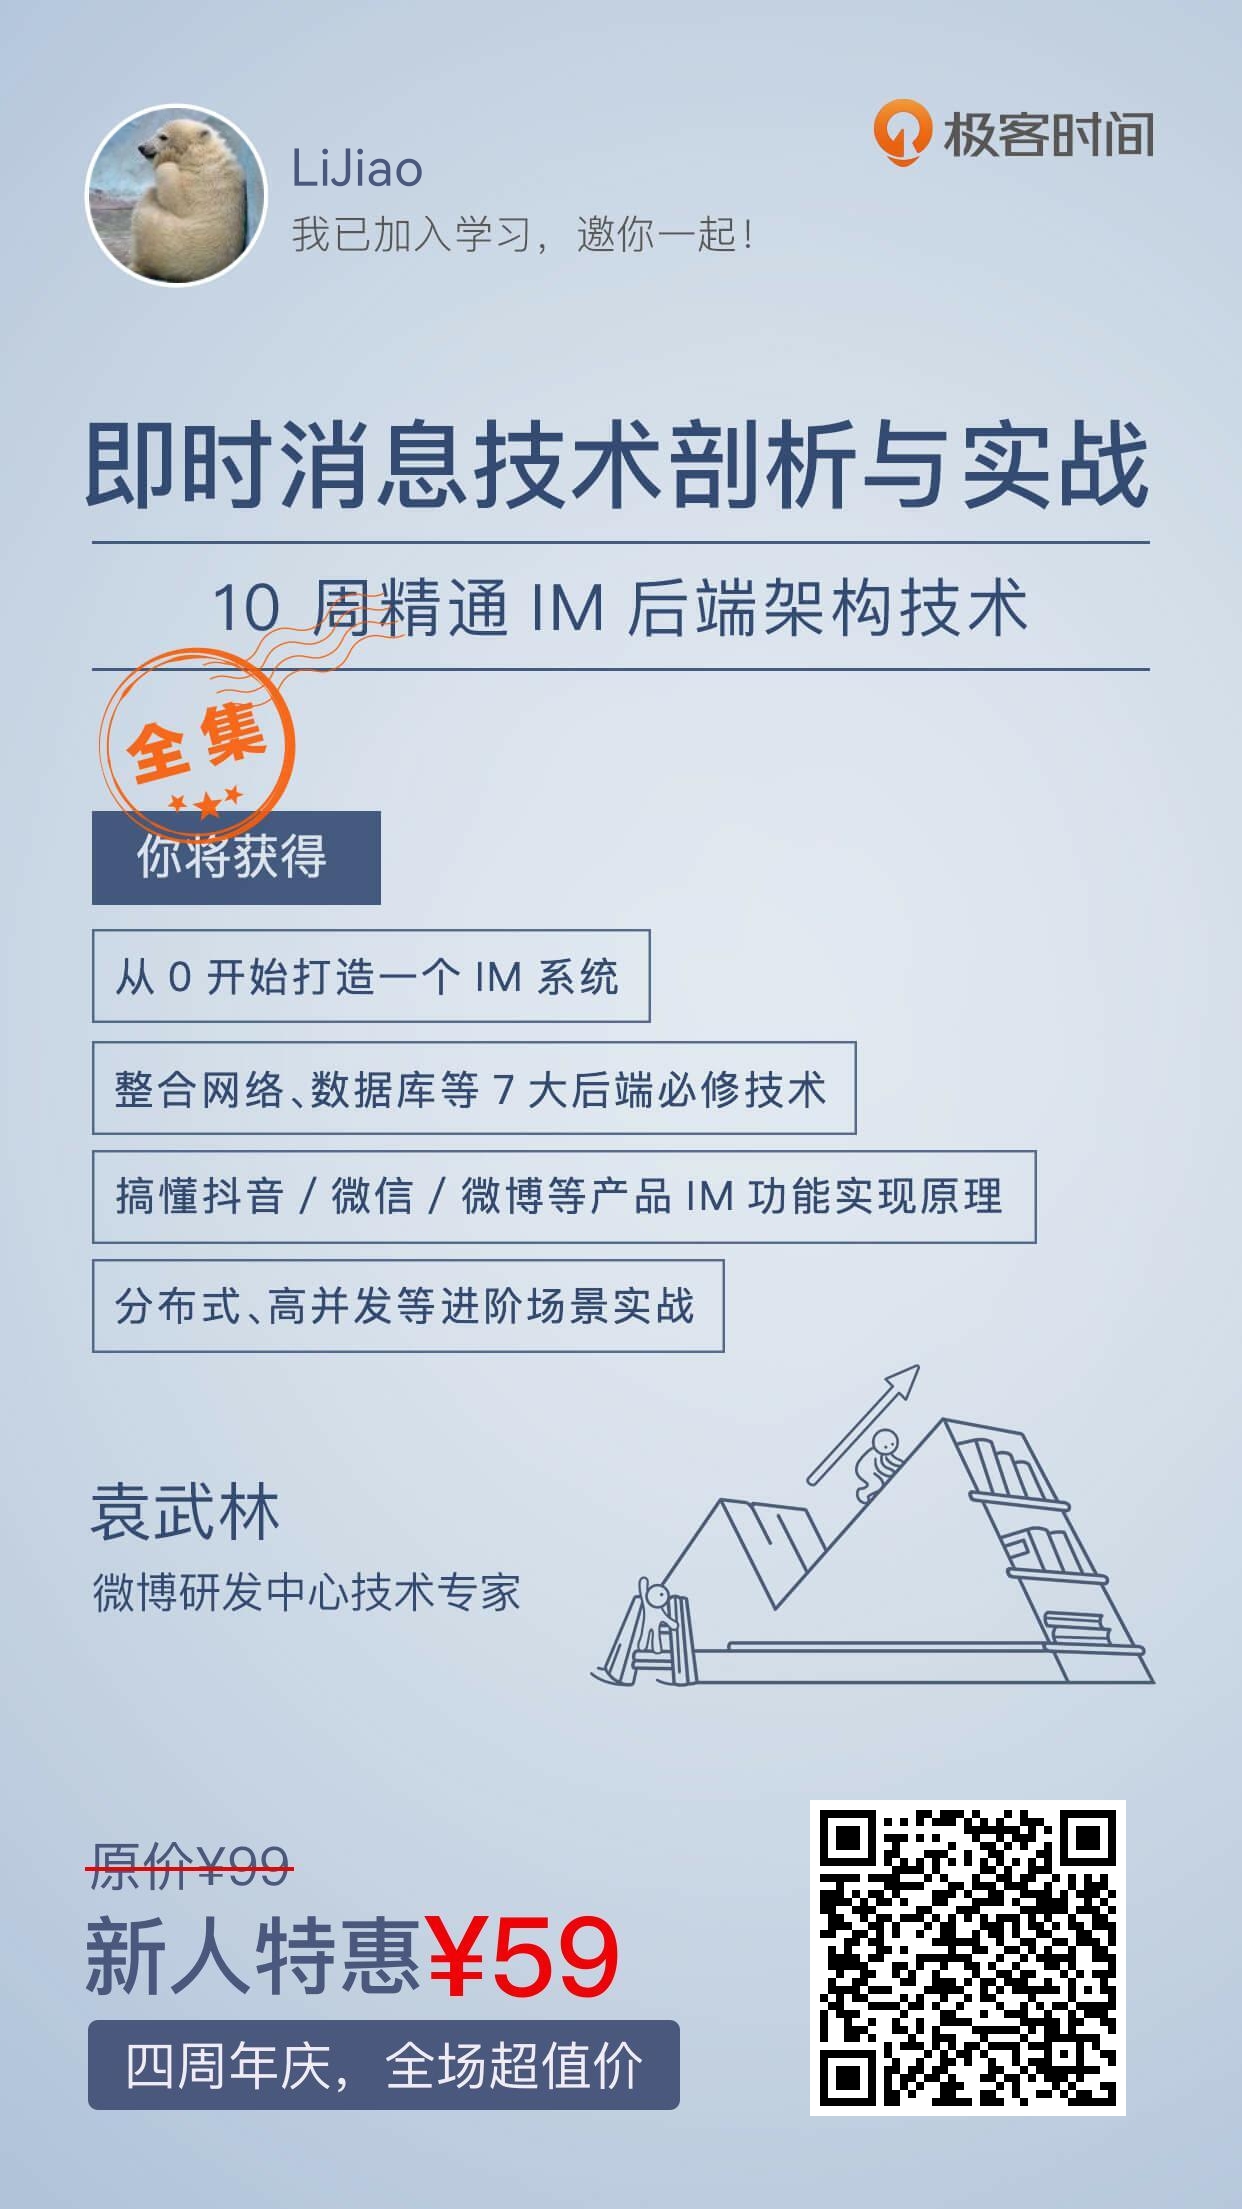 极客时间
LiJiao
我已加入学习，邀你一起！
即时消息技术剖析与实战
10 周精通 IM 后端架构技术
全集
你将获得
从 0 开始打造一个 IM 系统
整合网络、数据库等 7 大后端必修技术
搞懂抖音 / 微信 / 微博等产品 IM 功能实现原理
分布式、高并发等进阶场景实战
袁武林
微博研发中心技术专家
原价¥99
新人特惠¥59
四周年庆，全场超值价